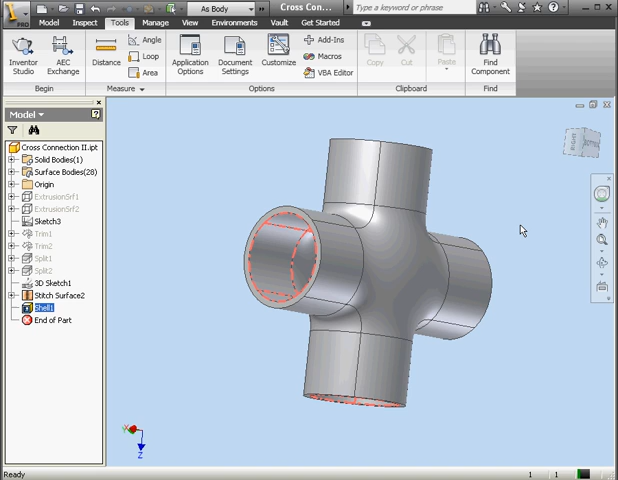 As Body
Cross Con...
Type a keyword or phrase
PRO
Model Inspect Tools Manage View Environments Vault Get Started
Inventor Studio
AEC Exchange
Distance
Angle
Loop
Area
Application Options
Document Settings
Customize
Add-Ins
Macros
VBA Editor
Copy
Cut
Paste
Find Component
Begin Measure Options Clipboard Find
Model
Cross Connection II.ipt
Solid Bodies(1)
Surface Bodies(28)
Origin
ExtrusionSrf1
ExtrusionSrf2
Sketch3
Trim1
Trim2
Split1
Split2
3D Sketch1
Stitch Surface2
Shell1
End of Part
RIGHT
X
Z
Ready 1 1